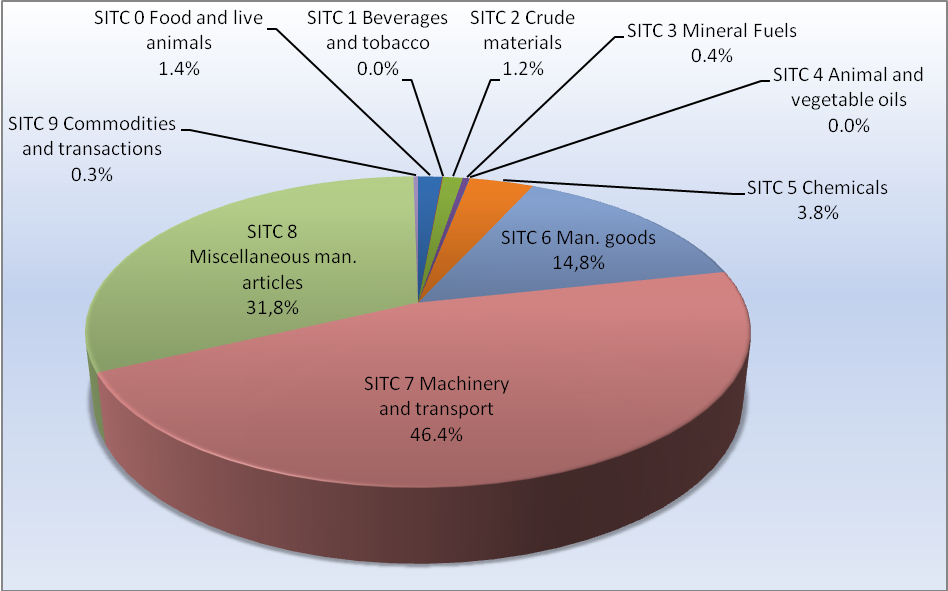 SITC 0 Food and live
animals
1.4%
SITC 1 Beverages
and tobacco
0.0%
SITC 2 Crude
materials
1.2%
SITC 3 Mineral Fuels
0.4%
SITC 4 Animal and
vegetable oils
0.0%
SITC 9 Commodities
and transactions
0.3%
SITC 5 Chemicals
3.8%
SITC 8
Miscellaneous man.
articles
31,8%
SITC 6 Man. goods
14,8%
SITC 7 Machinery
and transport
46.4%